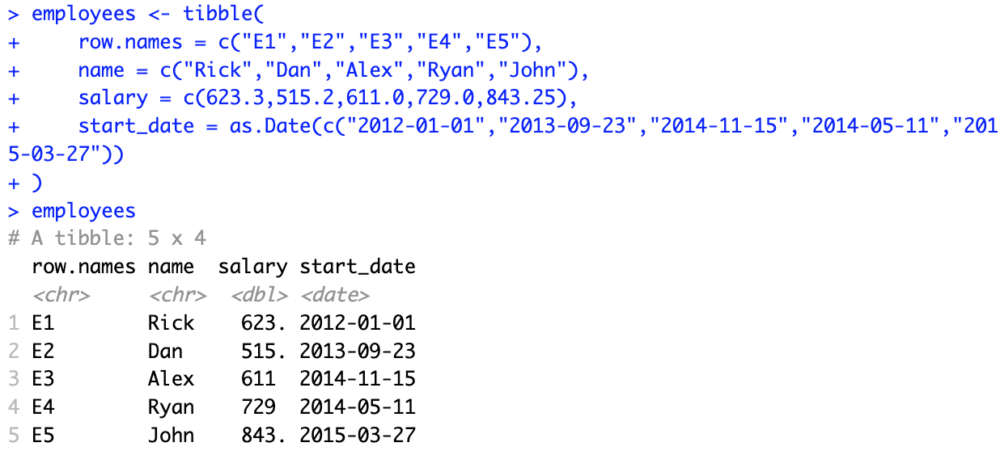 > employees <- tibble(
+     row.names = c("E1","E2","E3","E4","E5"),
+     name = c("Rick","Dan","Alex","Ryan","John"),
+     salary = c(623.3,515.2,611.0,729.0,843.25),
+     start_date = as.Date(c("2012-01-01","2013-09-23","2014-11-15","2014-05-11","201
5-03-27"))
+ )
> employees
# A tibble: 5 x 4
  row.names name  salary start_date
  <chr>     <chr>  <dbl> <date>
1 E1        Rick    623. 2012-01-01
2 E2        Dan     515. 2013-09-23
3 E3        Alex    611  2014-11-15
4 E4        Ryan    729  2014-05-11
5 E5        John    843. 2015-03-27